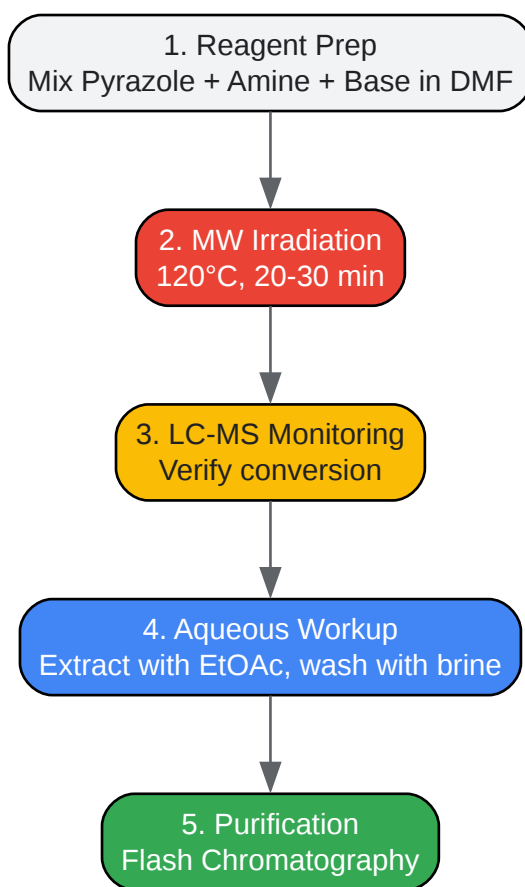 1. Reagent Prep
Mix Pyrazole + Amine + Base in DMF
2. MW Irradiation
120°C, 20-30 min
3. LC-MS Monitoring
Verify conversion
4. Aqueous Workup
Extract with EtOAc, wash with brine
5. Purification
Flash Chromatography